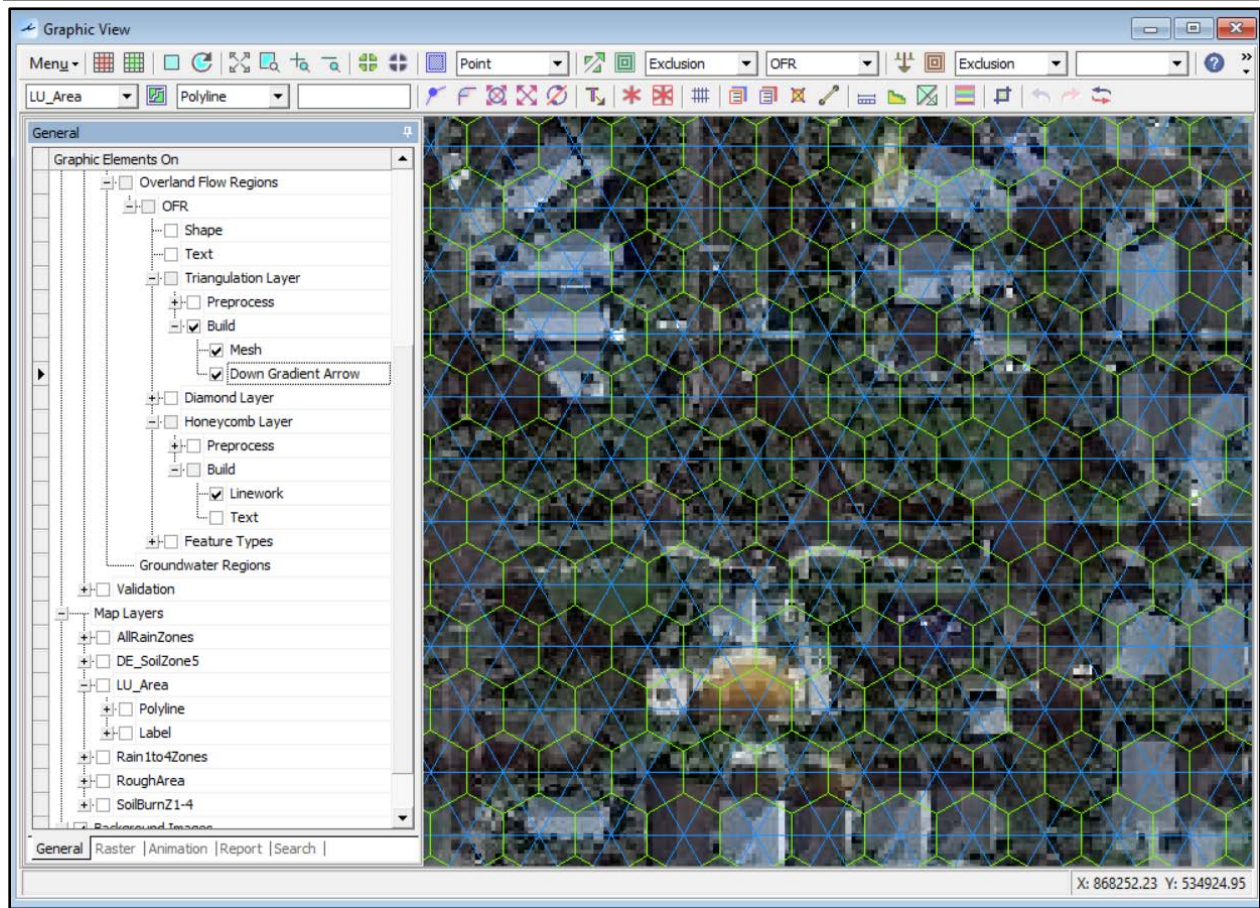 Graphic View
Menu Point Exclusion OFR Exclusion
LU_Area Polyline
General
Graphic Elements On
Overland Flow Regions
OFR
Shape
Text
Triangulation Layer
Preprocess
Build
Mesh
Down Gradient Arrow
Diamond Layer
Honeycomb Layer
Preprocess
Build
Linework
Text
Feature Types
Groundwater Regions
Validation
Map Layers
AllRainZones
DE_SoilZone5
LU_Area
Polyline
Label
Rain1to4Zones
RoughArea
SoilBurnZ1-4
Background Images
General Raster Animation Report Search
X: 868252.23 Y: 534924.95